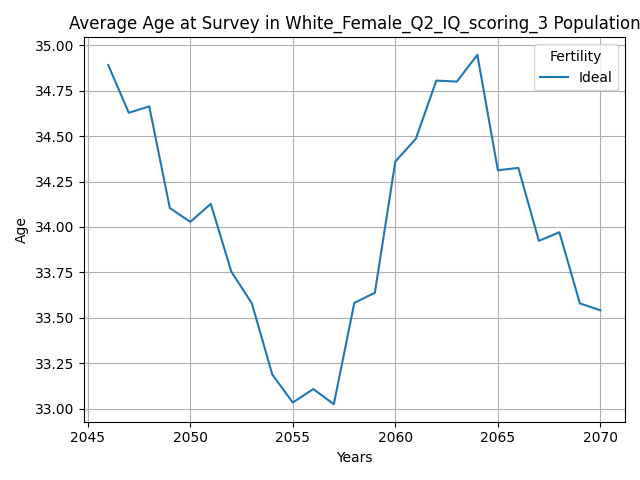 Average Age at Survey in White_Female_Q2_IQ_scoring_3 Population
35.00
34.75
34.50
34.25
34.00
33.75
33.50
33.25
33.00
Age
Fertility
Ideal
2045 2050 2055 2060 2065 2070
Years